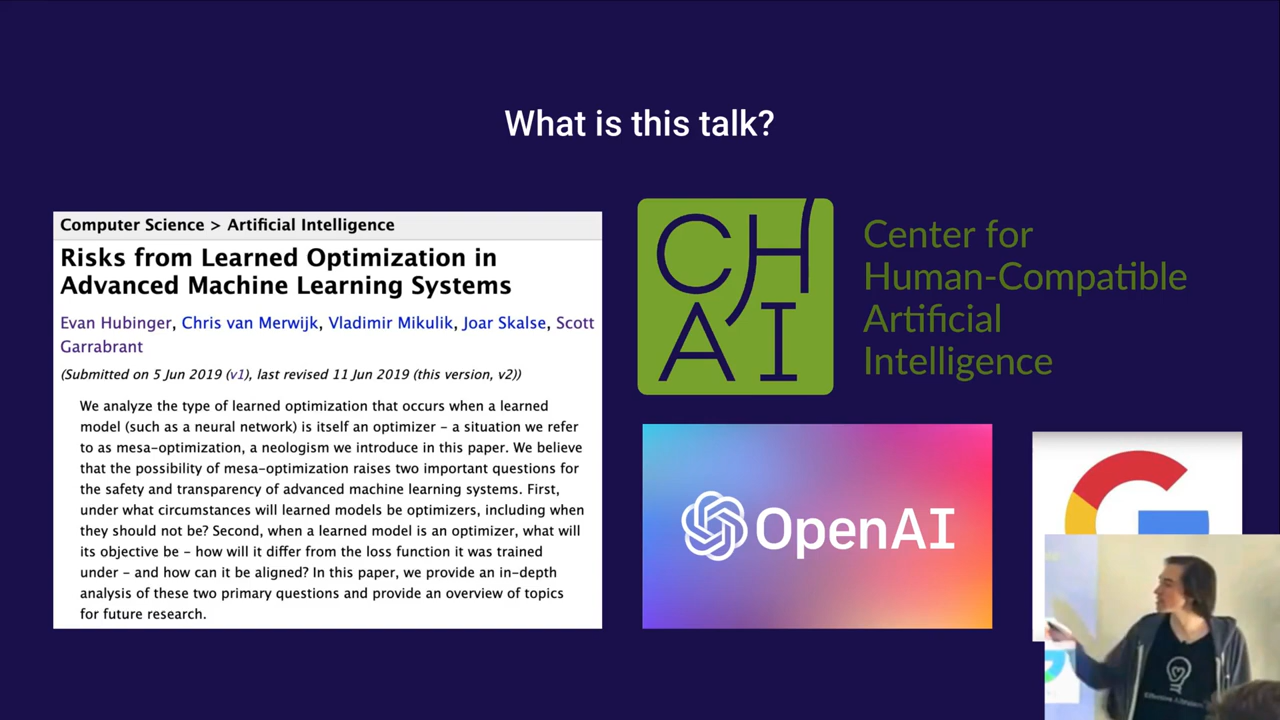 What is this talk?
Computer Science > Artificial Intelligence
Risks from Learned Optimization in
Advanced Machine Learning Systems
Evan Hubinger, Chris van Merwijk, Vladimir Mikulik, Joar Skalse, Scott
Garrabrant
(Submitted on 5 Jun 2019 (v1), last revised 11 Jun 2019 (this version, v2))
We analyze the type of learned optimization that occurs when a learned
model (such as a neural network) is itself an optimizer – a situation we refer
to as mesa-optimization, a neologism we introduce in this paper. We believe
that the possibility of mesa-optimization raises two important questions for
the safety and transparency of advanced machine learning systems. First,
under what circumstances will learned models be optimizers, including when
they should not be? Second, when a learned model is an optimizer, what will
its objective be – how will it differ from the loss function it was trained
under – and how can it be aligned? In this paper, we provide an in-depth
analysis of these two primary questions and provide an overview of topics
for future research.
CH
AI
Center for
Human-Compatible
Artificial
Intelligence
OpenAI
G
Effective Altruism